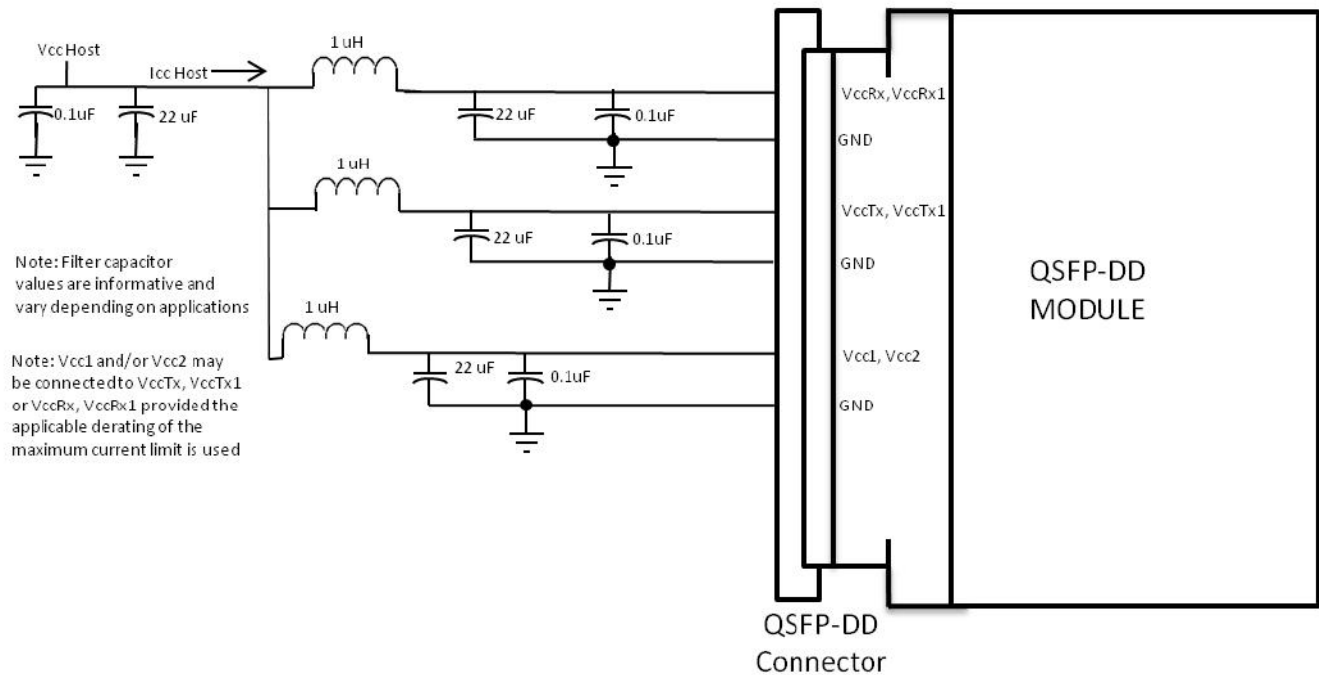 1 uH
Vcc Host
Icc Host
0.1uF
22 uF
22 uF
0.1uF
VccRx, VccRx1
GND
1 uH
22 uF
0.1uF
VccTx, VccTx1
GND
Note: Filter capacitor
values are informative and
vary depending on applications
QSFP-DD
MODULE
1 uH
Note: Vcc1 and/or Vcc2 may
be connected to VccTx, VccTx1
or VccRx, VccRx1 provided the
applicable derating of the
maximum current limit is used
22 uF
0.1uF
Vcc1, Vcc2
GND
QSFP-DD
Connector